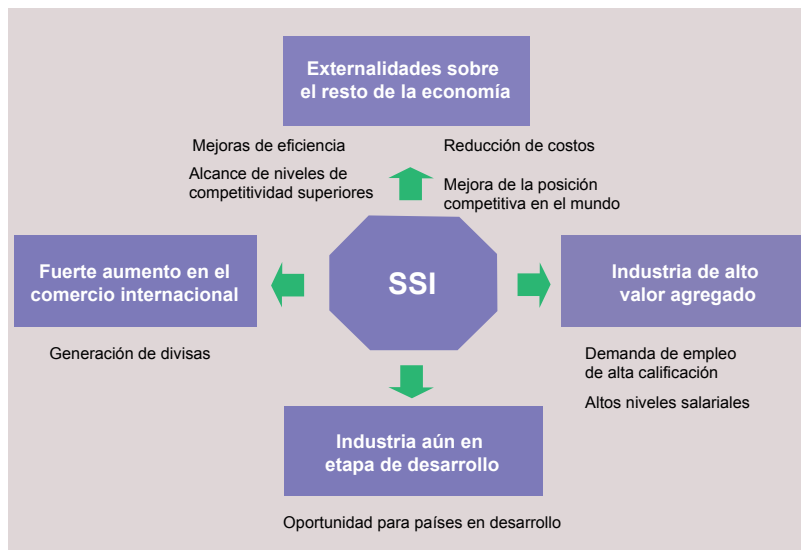 Externalidades sobre
el resto de la economía
Mejoras de eficiencia
Reducción de costos
Alcance de niveles de
competitividad superiores
Mejora de la posición
competitiva en el mundo
Fuerte aumento en el
comercio internacional
SSI
Industria de alto
valor agregado
Generación de divisas
Demanda de empleo
de alta calificación
Altos niveles salariales
Industria aún en
etapa de desarrollo
Oportunidad para países en desarrollo